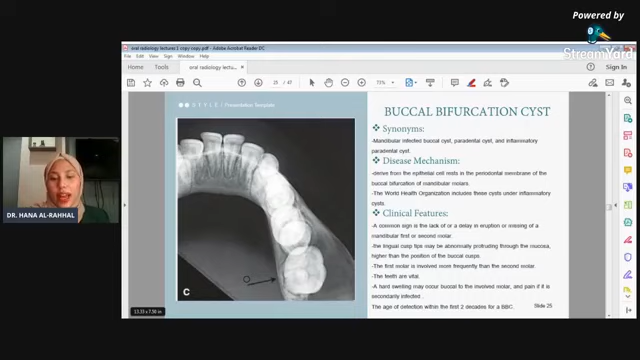 Powered by
StreamYard
oral radiology lectures 2 copy copy.pdf - Adobe Acrobat Reader DC
File Edit View Sign Window Help
Home Tools oral radiology lectu... × Sign In
25 / 47 73%
STYLE/Presentation Template
BUCCAL BIFURCATION CYST
❖ Synonyms:
-Mandibular infected buccal cyst, paradental cyst, and inflammatory
paradental cyst.
❖ Disease Mechanism:
-derive from the epithelial cell rests in the periodontal membrane of the
buccal bifurcation of mandibular molars.
-The World Health Organization includes these cysts under inflammatory
cysts.
❖ Clinical Features:
-A common sign is the lack of or a delay in eruption or missing of a
mandibular first or second molar.
-the lingual cusp tips may be abnormally protruding through the mucosa,
higher than the position of the buccal cusps.
-The first molar is involved more frequently than the second molar.
-The teeth are vital.
-A hard swelling may occur buccal to the involved molar, and pain if it is
secondarily infected .
The age of detection within the first 2 decades for a BBC.
Slide 25
C
13.33 x 7.50 in
DR. HANA AL-RAHHAL